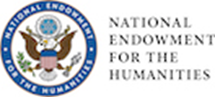 NATIONAL ENDOWMENT
FOR THE HUMANITIES
NATIONAL
ENDOWMENT
FOR THE
HUMANITIES